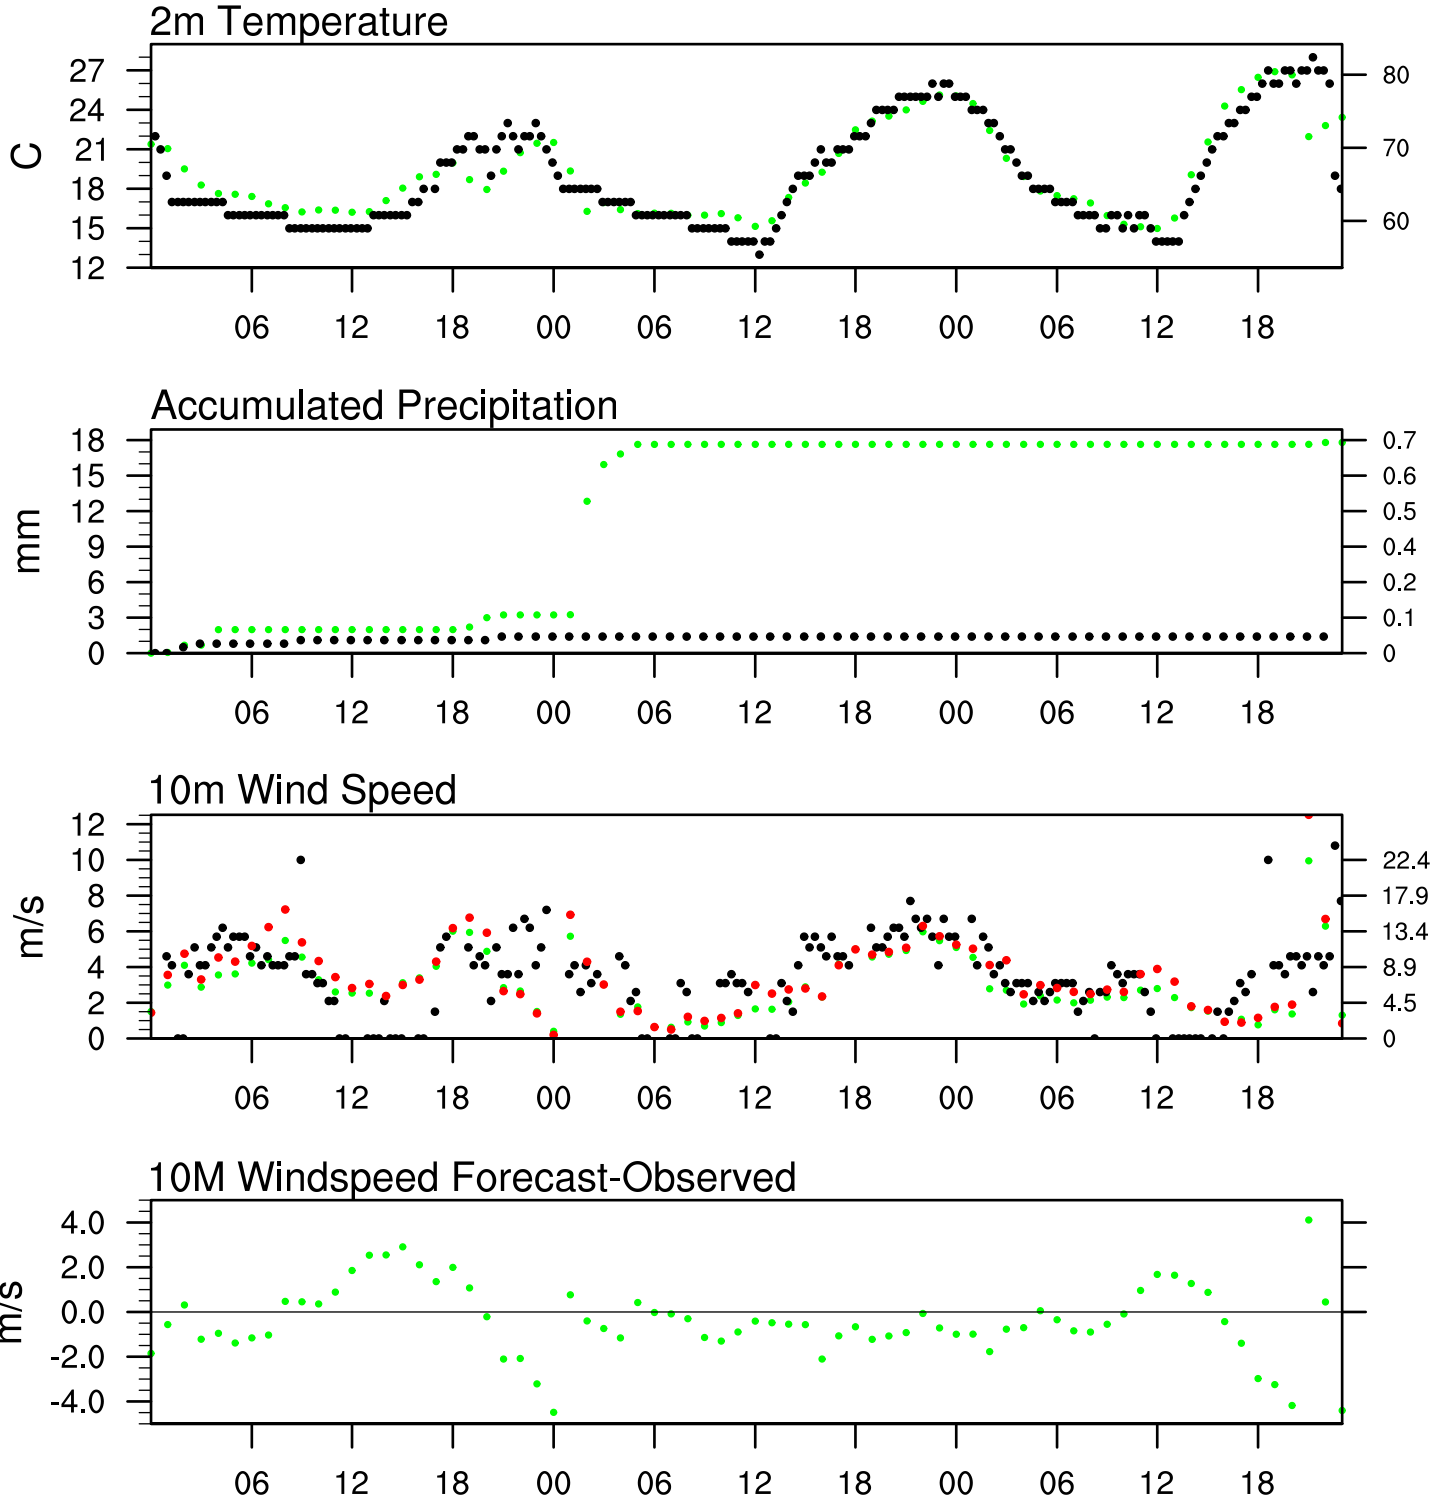 2m Temperature
27 80
24
C 21 70
18
15 60
12
06 12 18 00 06 12 18 00 06 12 18
Accumulated Precipitation
18 0.7
15 0.6
12 0.5
mm 9 0.4
6 0.2
3 0.1
0 0
06 12 18 00 06 12 18 00 06 12 18
10m Wind Speed
12
10 22.4
8 17.9
m/s 6 13.4
4 8.9
2 4.5
0 0
06 12 18 00 06 12 18 00 06 12 18
10M Windspeed Forecast-Observed
4.0
2.0
m/s 0.0
-2.0
-4.0
06 12 18 00 06 12 18 00 06 12 18